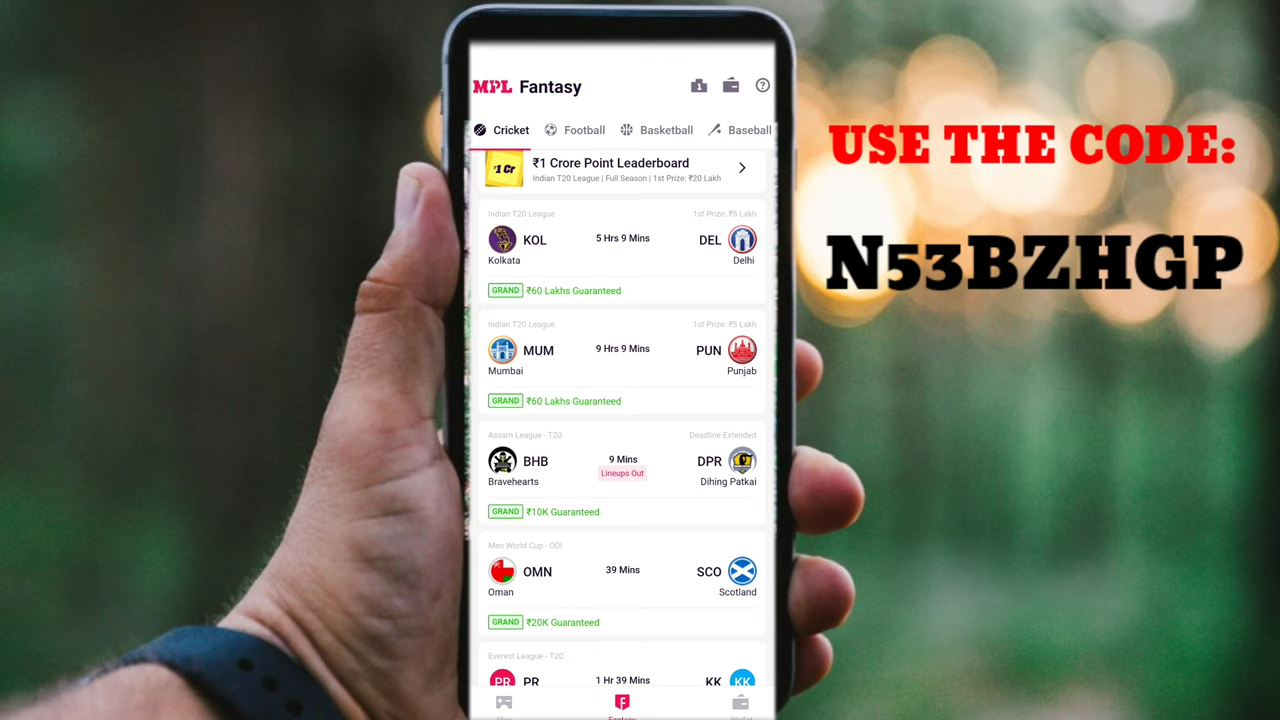 MPL Fantasy
Cricket Football Basketball Baseball
₹1 Cr
₹1 Crore Point Leaderboard
Indian T20 League | Full Season | 1st Prize: ₹20 Lakh
Indian T20 League 1st Prize: ₹5 Lakh
KOL 5 Hrs 9 Mins DEL
Kolkata Delhi
GRAND ₹60 Lakhs Guaranteed
Indian T20 League 1st Prize: ₹5 Lakh
MUM 9 Hrs 9 Mins PUN
Mumbai Punjab
GRAND ₹60 Lakhs Guaranteed
Assam League - T20 Deadline Extended
BHB 9 Mins DPR
Lineups Out
Bravehearts Dihing Patkai
GRAND ₹10K Guaranteed
Men World Cup - ODI
OMN 39 Mins SCO
Oman Scotland
GRAND ₹20K Guaranteed
Everest League - T20
PR PR 1 Hr 39 Mins KK KK
Play Fantasy Wallet
USE THE CODE:
N53BZHGP